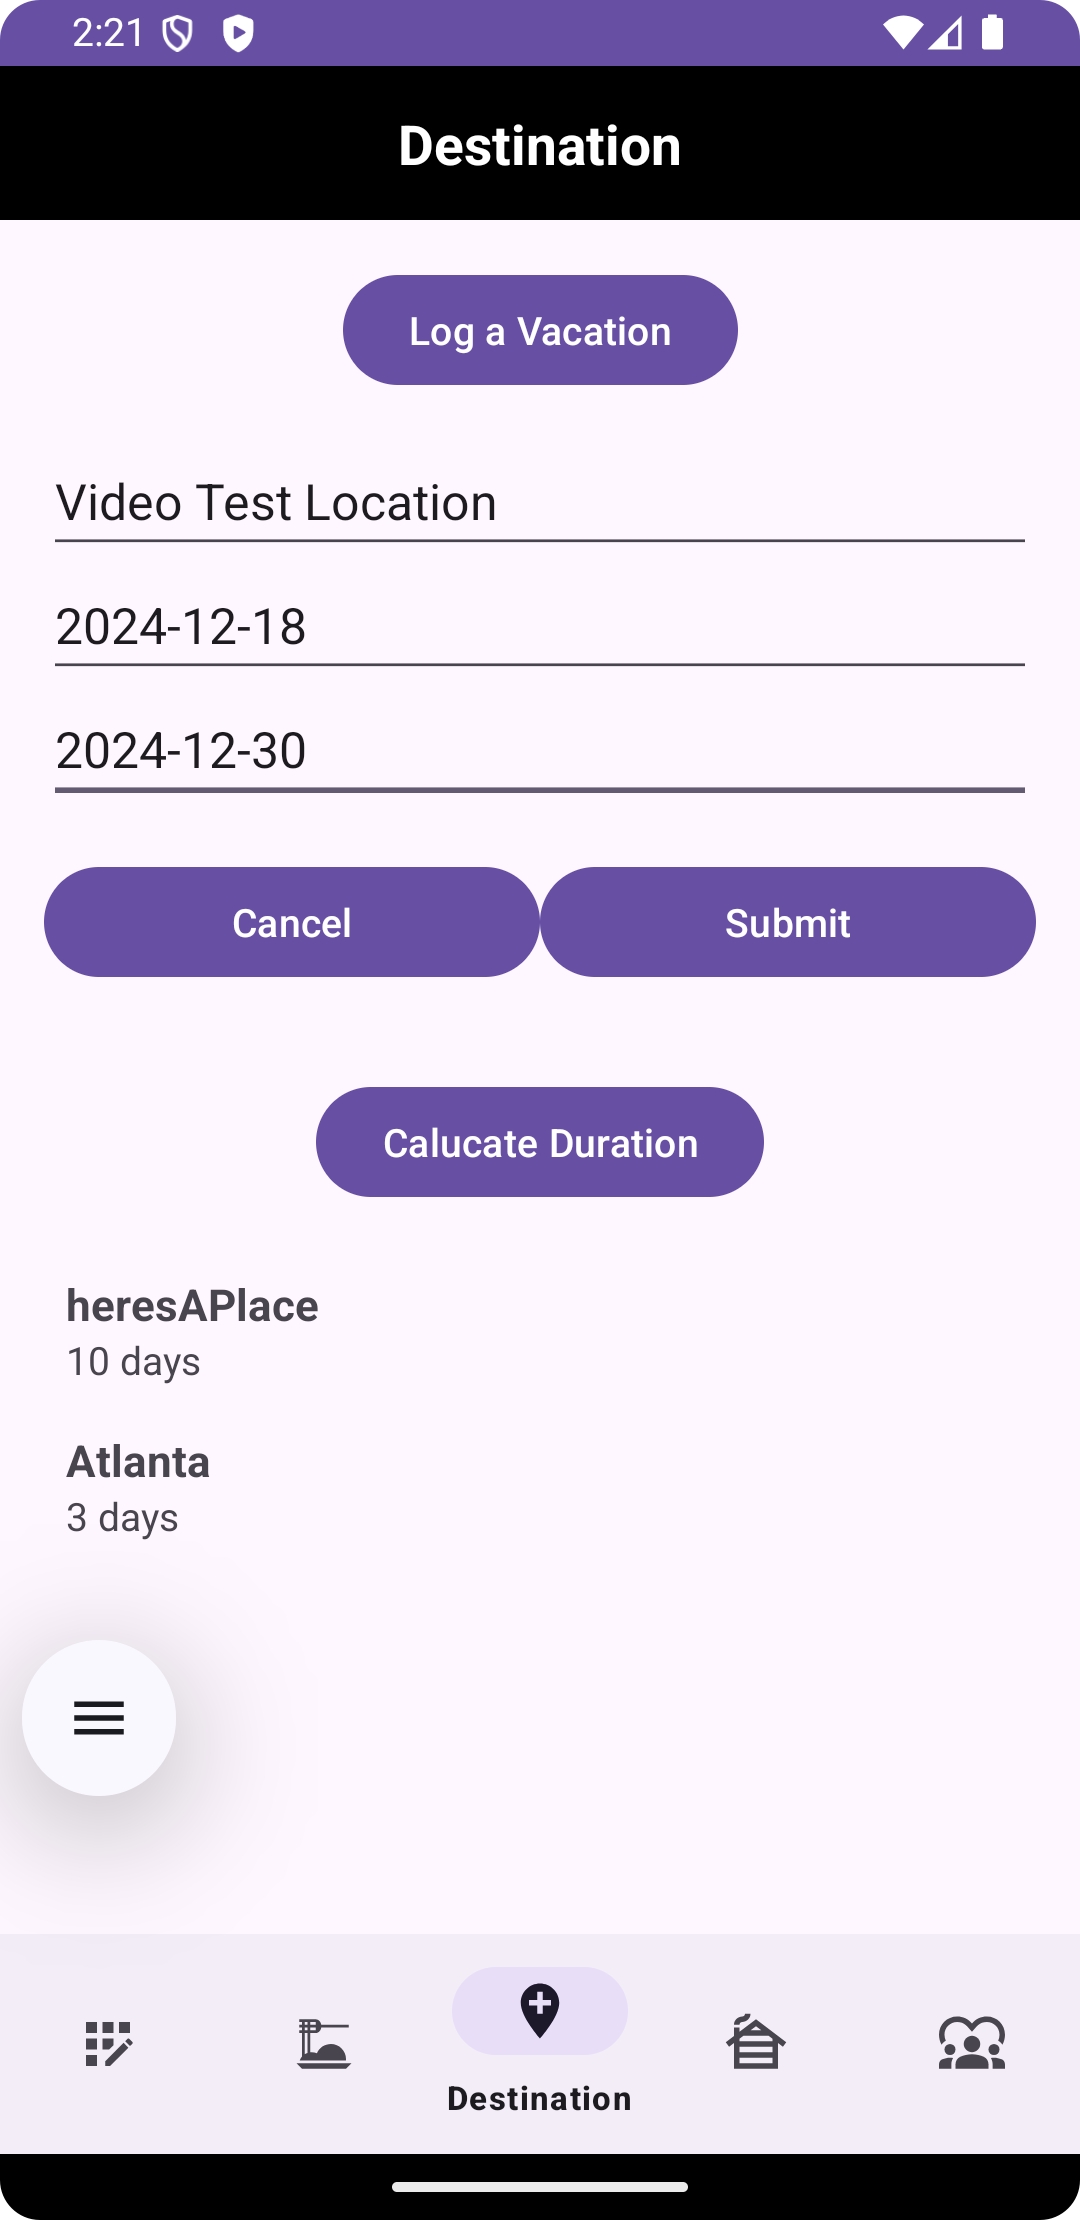 2:21
Destination
Log a Vacation
Video Test Location
2024-12-18
2024-12-30
Cancel Submit
Calucate Duration
heresAPlace
10 days
Atlanta
3 days
Destination